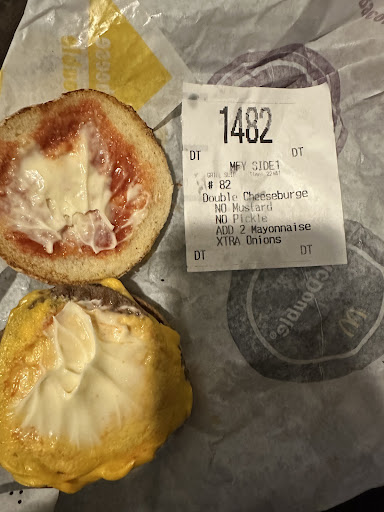 1482
DT DT
MFY SIDE1
# 82
Double Cheeseburge
NO Mustard
NO Pickle
ADD 2 Mayonnaise
XTRA Onions
DT DT
McDonald's